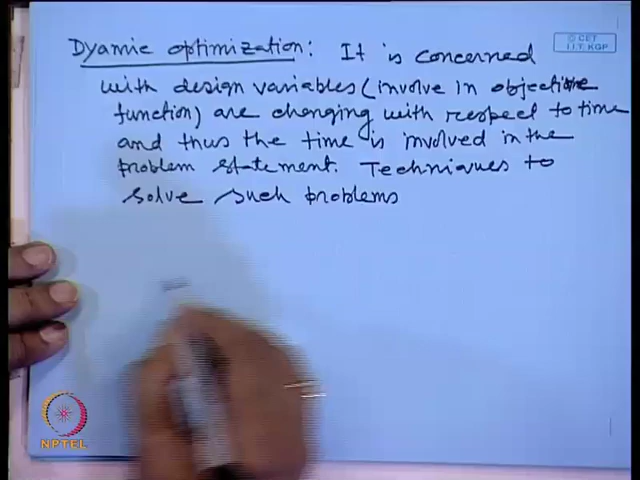 Dyamic optimization: It is concerned
© CET
I.I.T. KGP
with design variables (involve in objective
function) are changing with respect to time
and thus the time is involved in the
problem statement. Techniques to
solve such problems
NPTEL